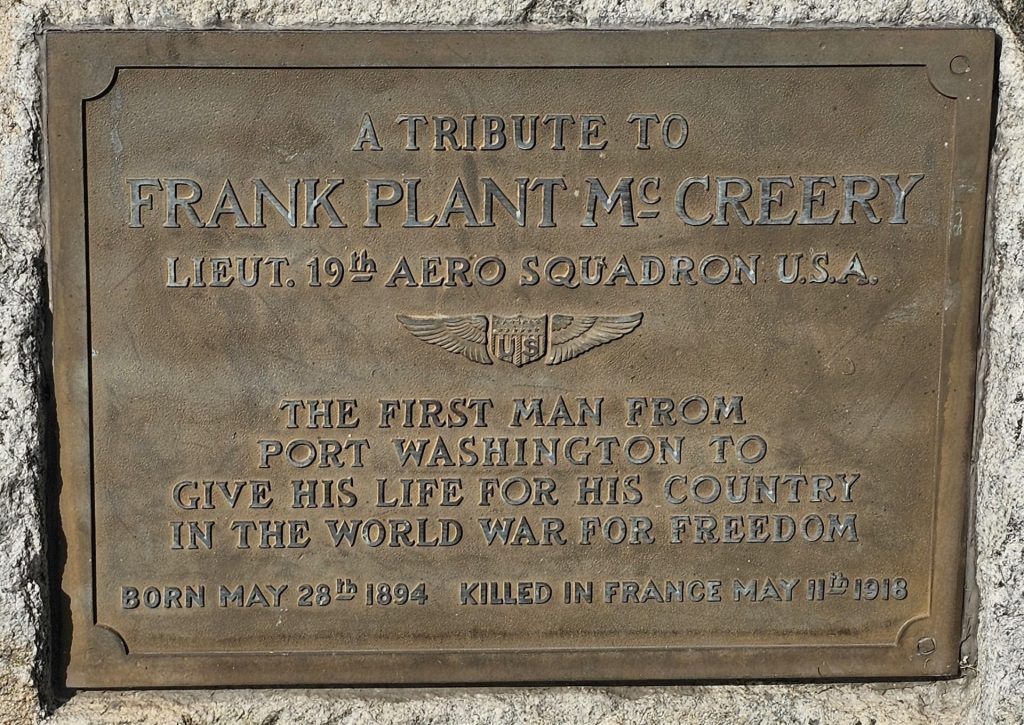 A TRIBUTE TO
FRANK PLANT Mc CREERY
LIEUT. 19th AERO SQUADRON U.S.A.
US
THE FIRST MAN FROM
PORT WASHINGTON TO
GIVE HIS LIFE FOR HIS COUNTRY
IN THE WORLD WAR FOR FREEDOM
BORN MAY 28th 1894 KILLED IN FRANCE MAY 11th 1918